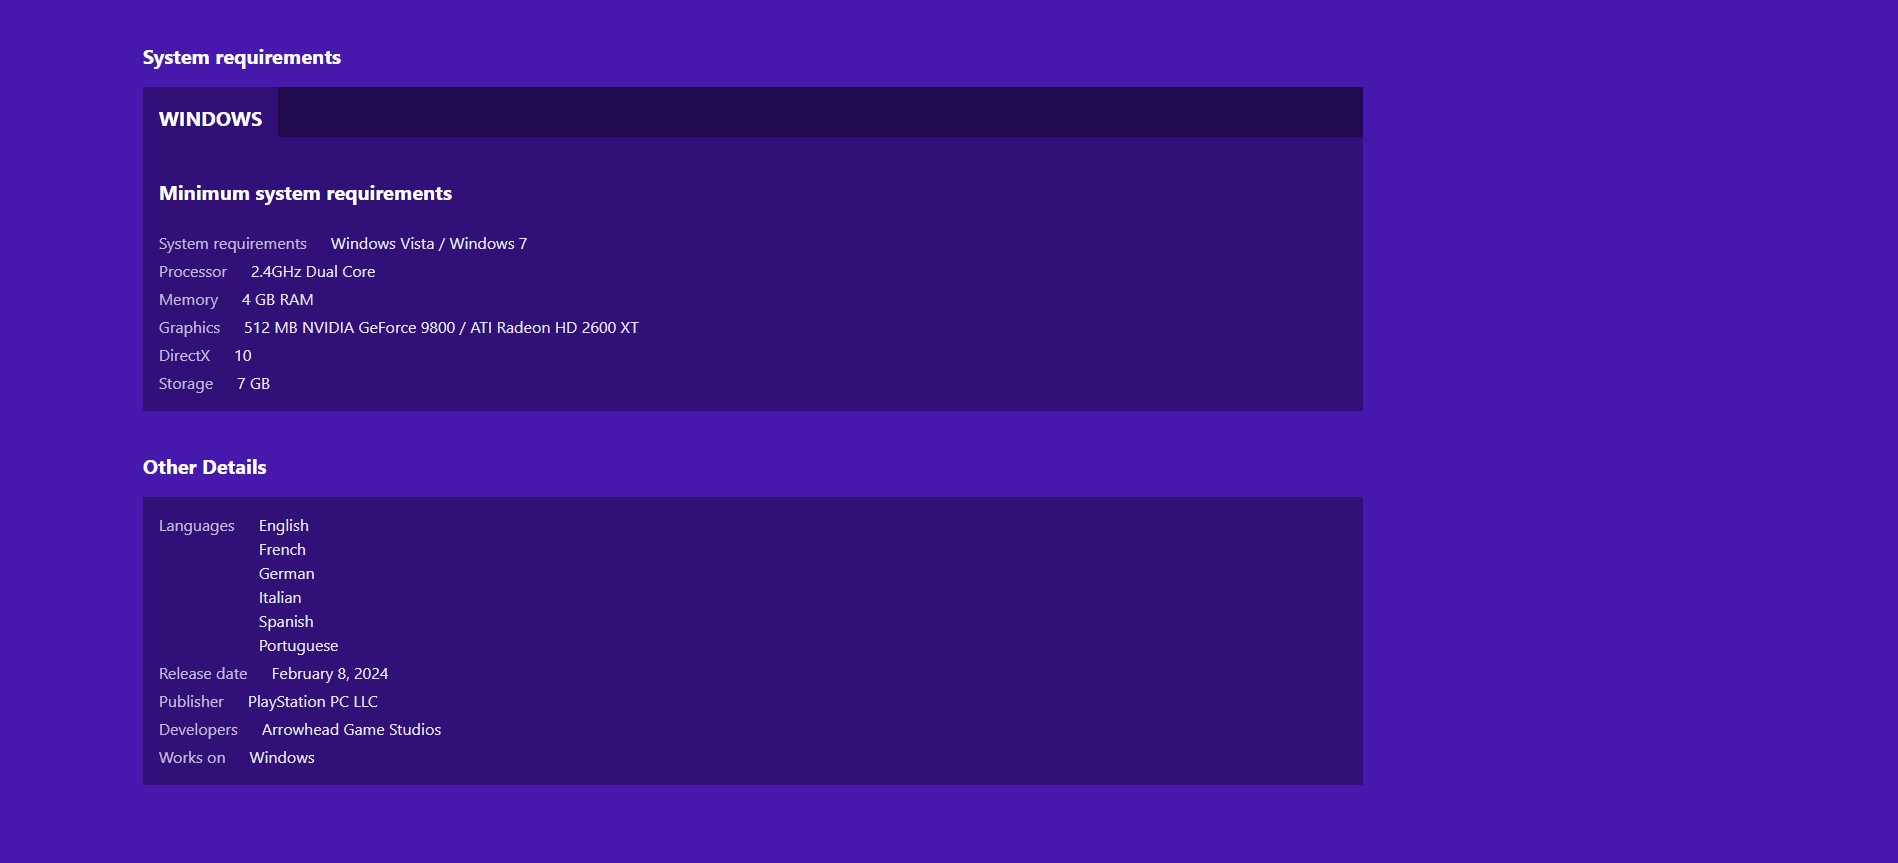 System requirements
WINDOWS
Minimum system requirements
System requirements Windows Vista / Windows 7
Processor 2.4GHz Dual Core
Memory 4 GB RAM
Graphics 512 MB NVIDIA GeForce 9800 / ATI Radeon HD 2600 XT
DirectX 10
Storage 7 GB
Other Details
Languages English
French
German
Italian
Spanish
Portuguese
Release date February 8, 2024
Publisher PlayStation PC LLC
Developers Arrowhead Game Studios
Works on Windows